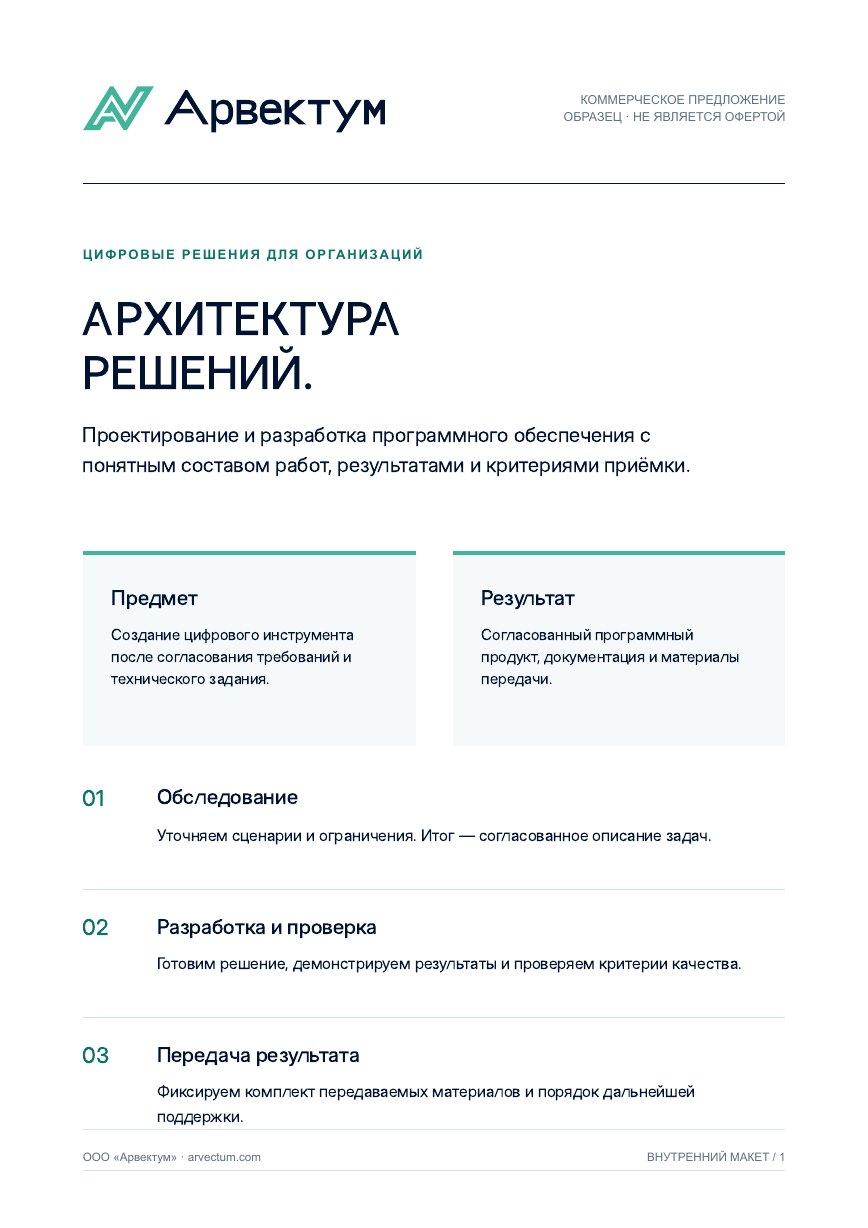 Арвектум
КОММЕРЧЕСКОЕ ПРЕДЛОЖЕНИЕ
ОБРАЗЕЦ · НЕ ЯВЛЯЕТСЯ ОФЕРТОЙ
ЦИФРОВЫЕ РЕШЕНИЯ ДЛЯ ОРГАНИЗАЦИЙ
АРХИТЕКТУРА
РЕШЕНИЙ.
Проектирование и разработка программного обеспечения с
понятным составом работ, результатами и критериями приёмки.
Предмет
Создание цифрового инструмента
после согласования требований и
технического задания.
Результат
Согласованный программный
продукт, документация и материалы
передачи.
01 Обследование
Уточняем сценарии и ограничения. Итог — согласованное описание задач.
02 Разработка и проверка
Готовим решение, демонстрируем результаты и проверяем критерии качества.
03 Передача результата
Фиксируем комплект передаваемых материалов и порядок дальнейшей
поддержки.
ООО «Арвектум» · arvectum.com
ВНУТРЕННИЙ МАКЕТ / 1